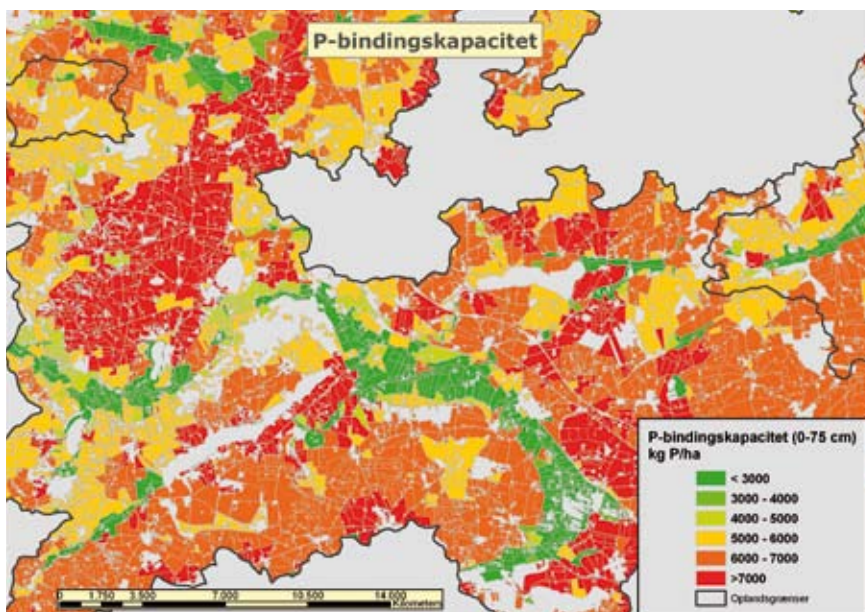 P-bindingskapacitet
P-bindingskapacitet (0-75 cm)
kg P/ha
< 3000
3000 - 4000
4000 - 5000
5000 - 6000
6000 - 7000
>7000
Oplandsgrænser
0 1.750 3.500 7.000 10.500 14.000
Kilometers